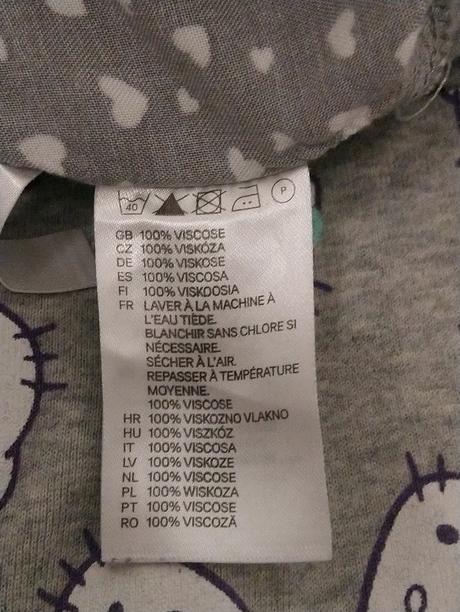 40 P
GB 100% VISCOSE
CZ 100% VISKÓZA
DE 100% VISKOSE
ES 100% VISCOSA
FI 100% VISKOOSIA
FR LAVER À LA MACHINE À
L'EAU TIÈDE.
BLANCHIR SANS CHLORE SI
NÉCESSAIRE.
SÉCHER À L'AIR.
REPASSER À TEMPÉRATURE
MOYENNE.
100% VISCOSE
HR 100% VISKOZNO VLAKNO
HU 100% VISZKÓZ
IT 100% VISCOSA
LV 100% VISKOZE
NL 100% VISCOSE
PL 100% WISKOZA
PT 100% VISCOSE
RO 100% VISCOZĂ